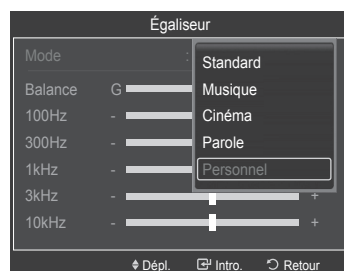 Égaliseur
Mode :
Standard
Musique
Cinéma
Parole
Personnel
Balance G
100Hz -
300Hz -
1kHz -
3kHz - +
10kHz - +
Dépl. Intro. Retour